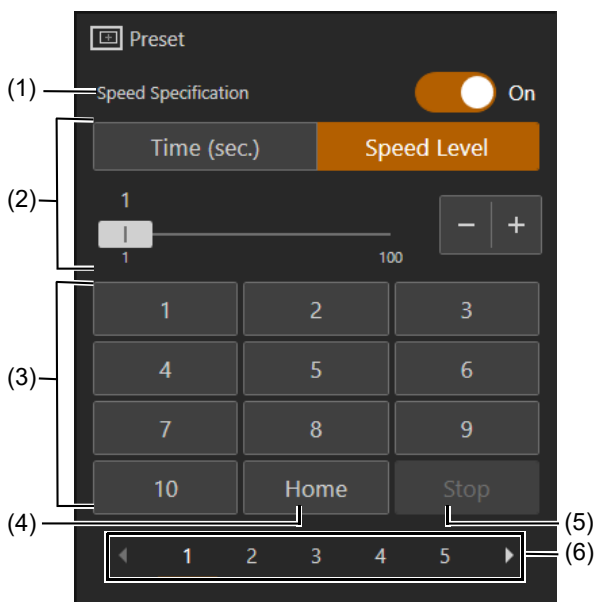 Preset
(1) Speed Specification On
(2) Time (sec.) Speed Level
1
− +
1 100
(3) 1 2 3
4 5 6
7 8 9
10 Home Stop
(4) (5)
1 2 3 4 5 (6)